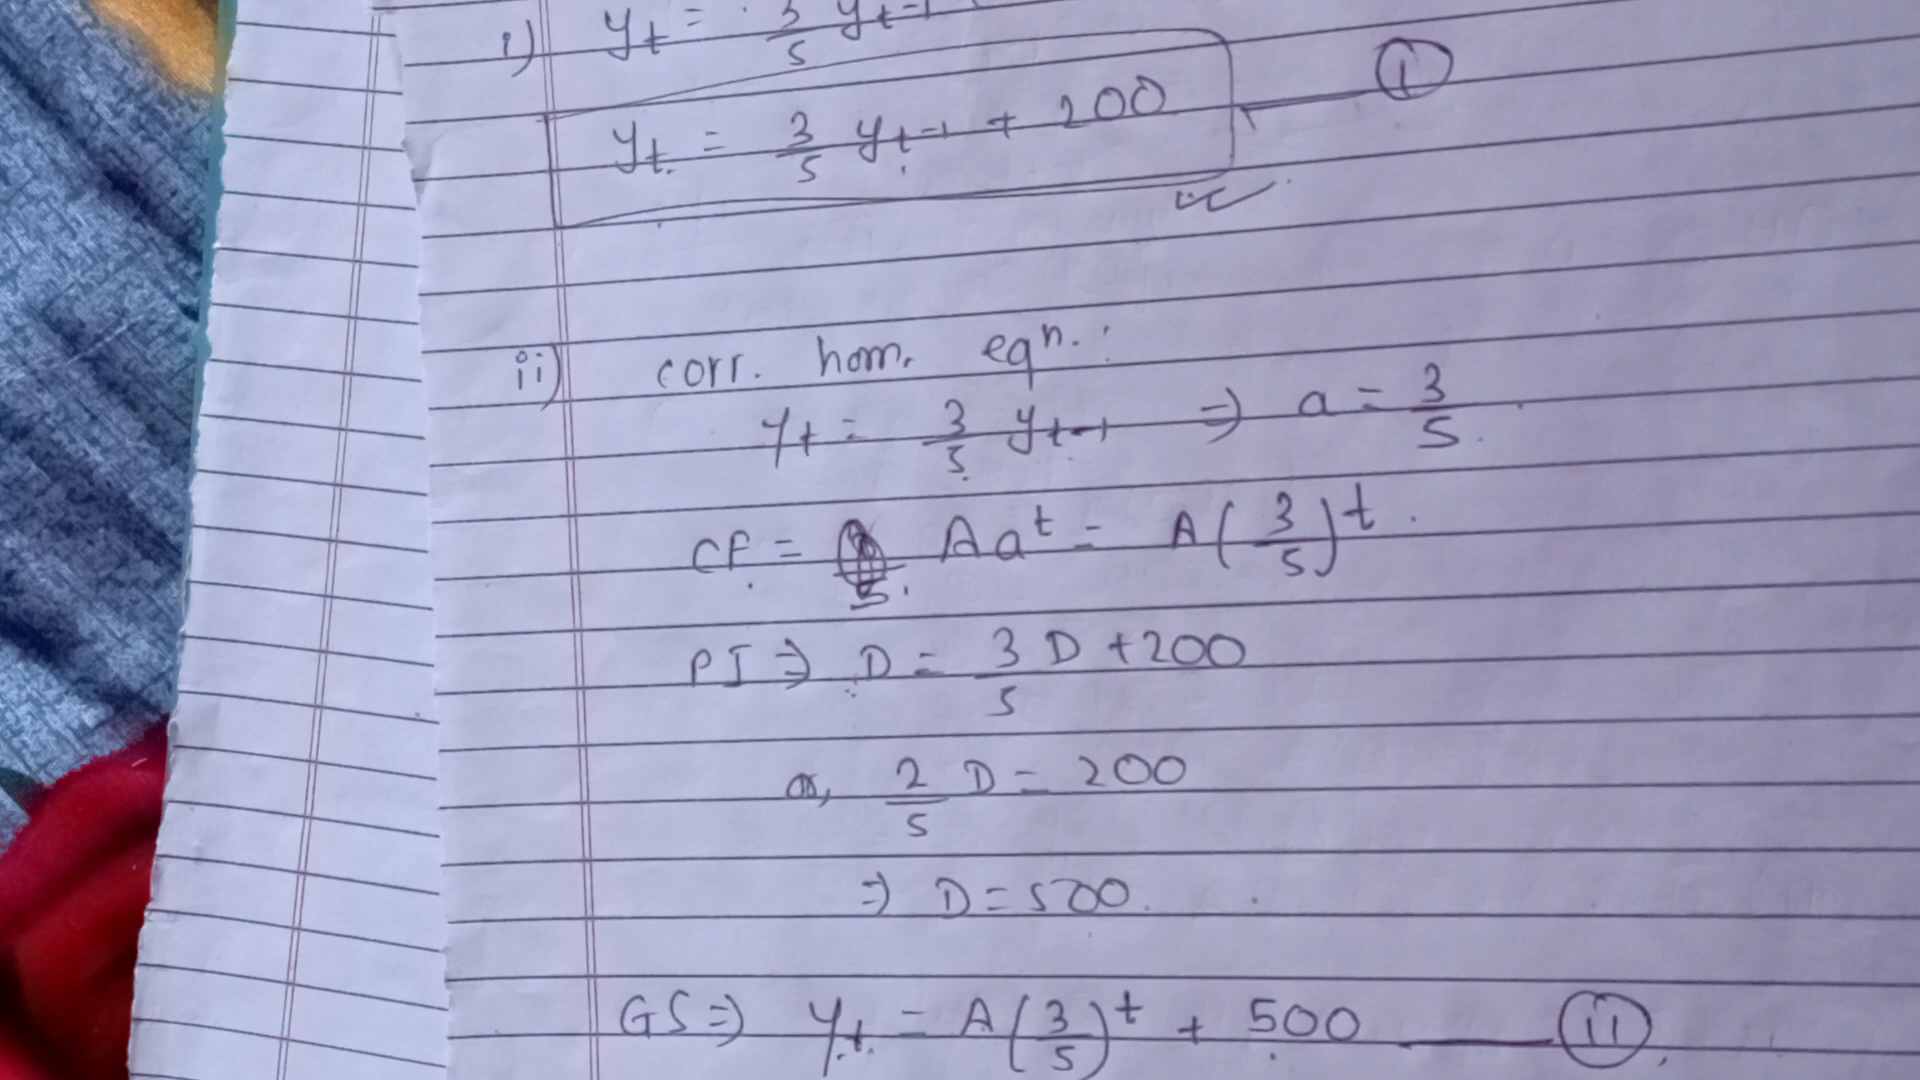 i) yt = 3/5 yt-1
yt = 3/5 yt-1 + 200 — (i)
ii) corr. hom. eqn. :
yt = 3/5 yt-1 ⇒ a = 3/5.
CF = A a^t = A(3/5)^t.
PI ⇒ D = 3/5 D + 200
or, 2/5 D = 200
⇒ D = 500.
GS ⇒ yt = A(3/5)^t + 500 — (ii)